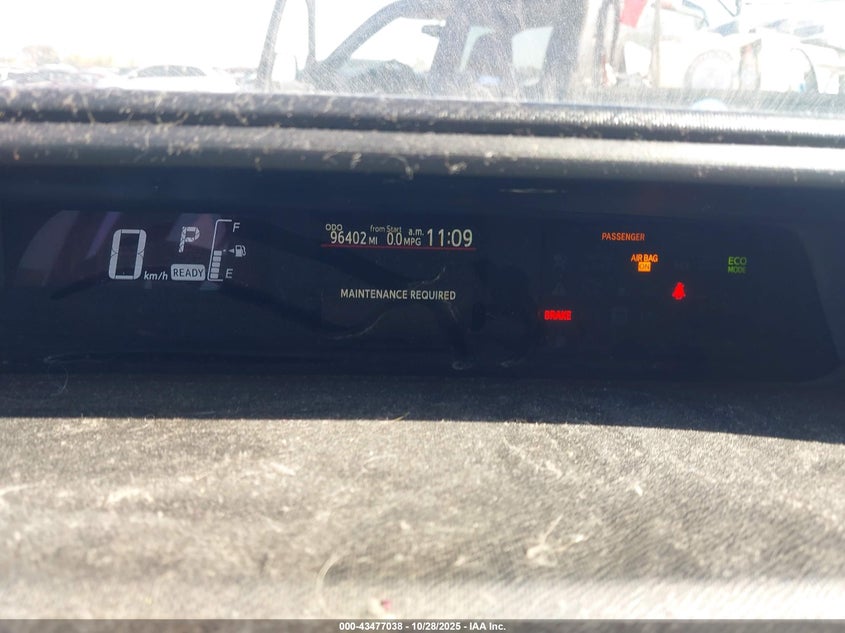 0 km/h
P
READY
F
E
ODO from Start a.m.
96402 MI 0.0 MPG 11:09
MAINTENANCE REQUIRED
PASSENGER
AIR BAG
ON
ECO
MODE
BRAKE
000-43477038 - 10/28/2025 - IAA Inc.